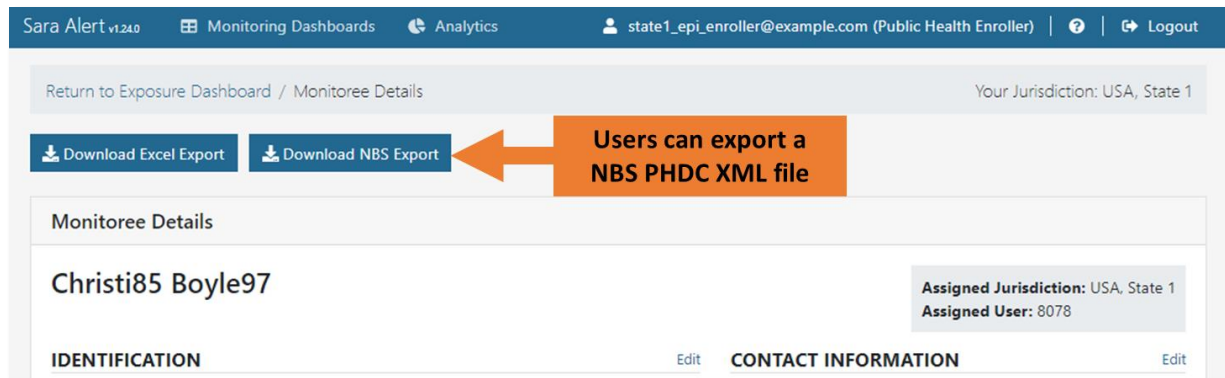 Sara Alert v1.24.0 Monitoring Dashboards Analytics state1_epi_enroller@example.com (Public Health Enroller) | ? | Logout
Return to Exposure Dashboard / Monitoree Details Your Jurisdiction: USA, State 1
Download Excel Export Download NBS Export
Users can export a
NBS PHDC XML file
Monitoree Details
Christi85 Boyle97
Assigned Jurisdiction: USA, State 1
Assigned User: 8078
IDENTIFICATION Edit CONTACT INFORMATION Edit